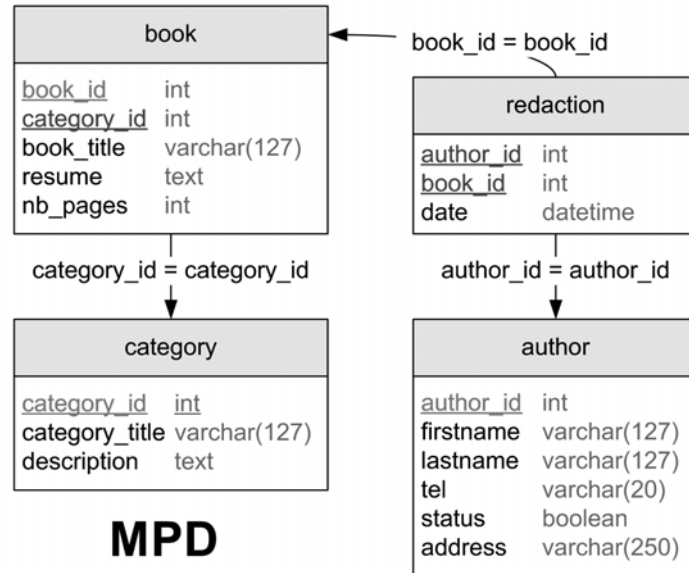 book
book_id int
category_id int
book_title varchar(127)
resume text
nb_pages int
book_id = book_id
redaction
author_id int
book_id int
date datetime
category_id = category_id
author_id = author_id
category
category_id int
category_title varchar(127)
description text
author
author_id int
firstname varchar(127)
lastname varchar(127)
tel varchar(20)
status boolean
address varchar(250)
MPD